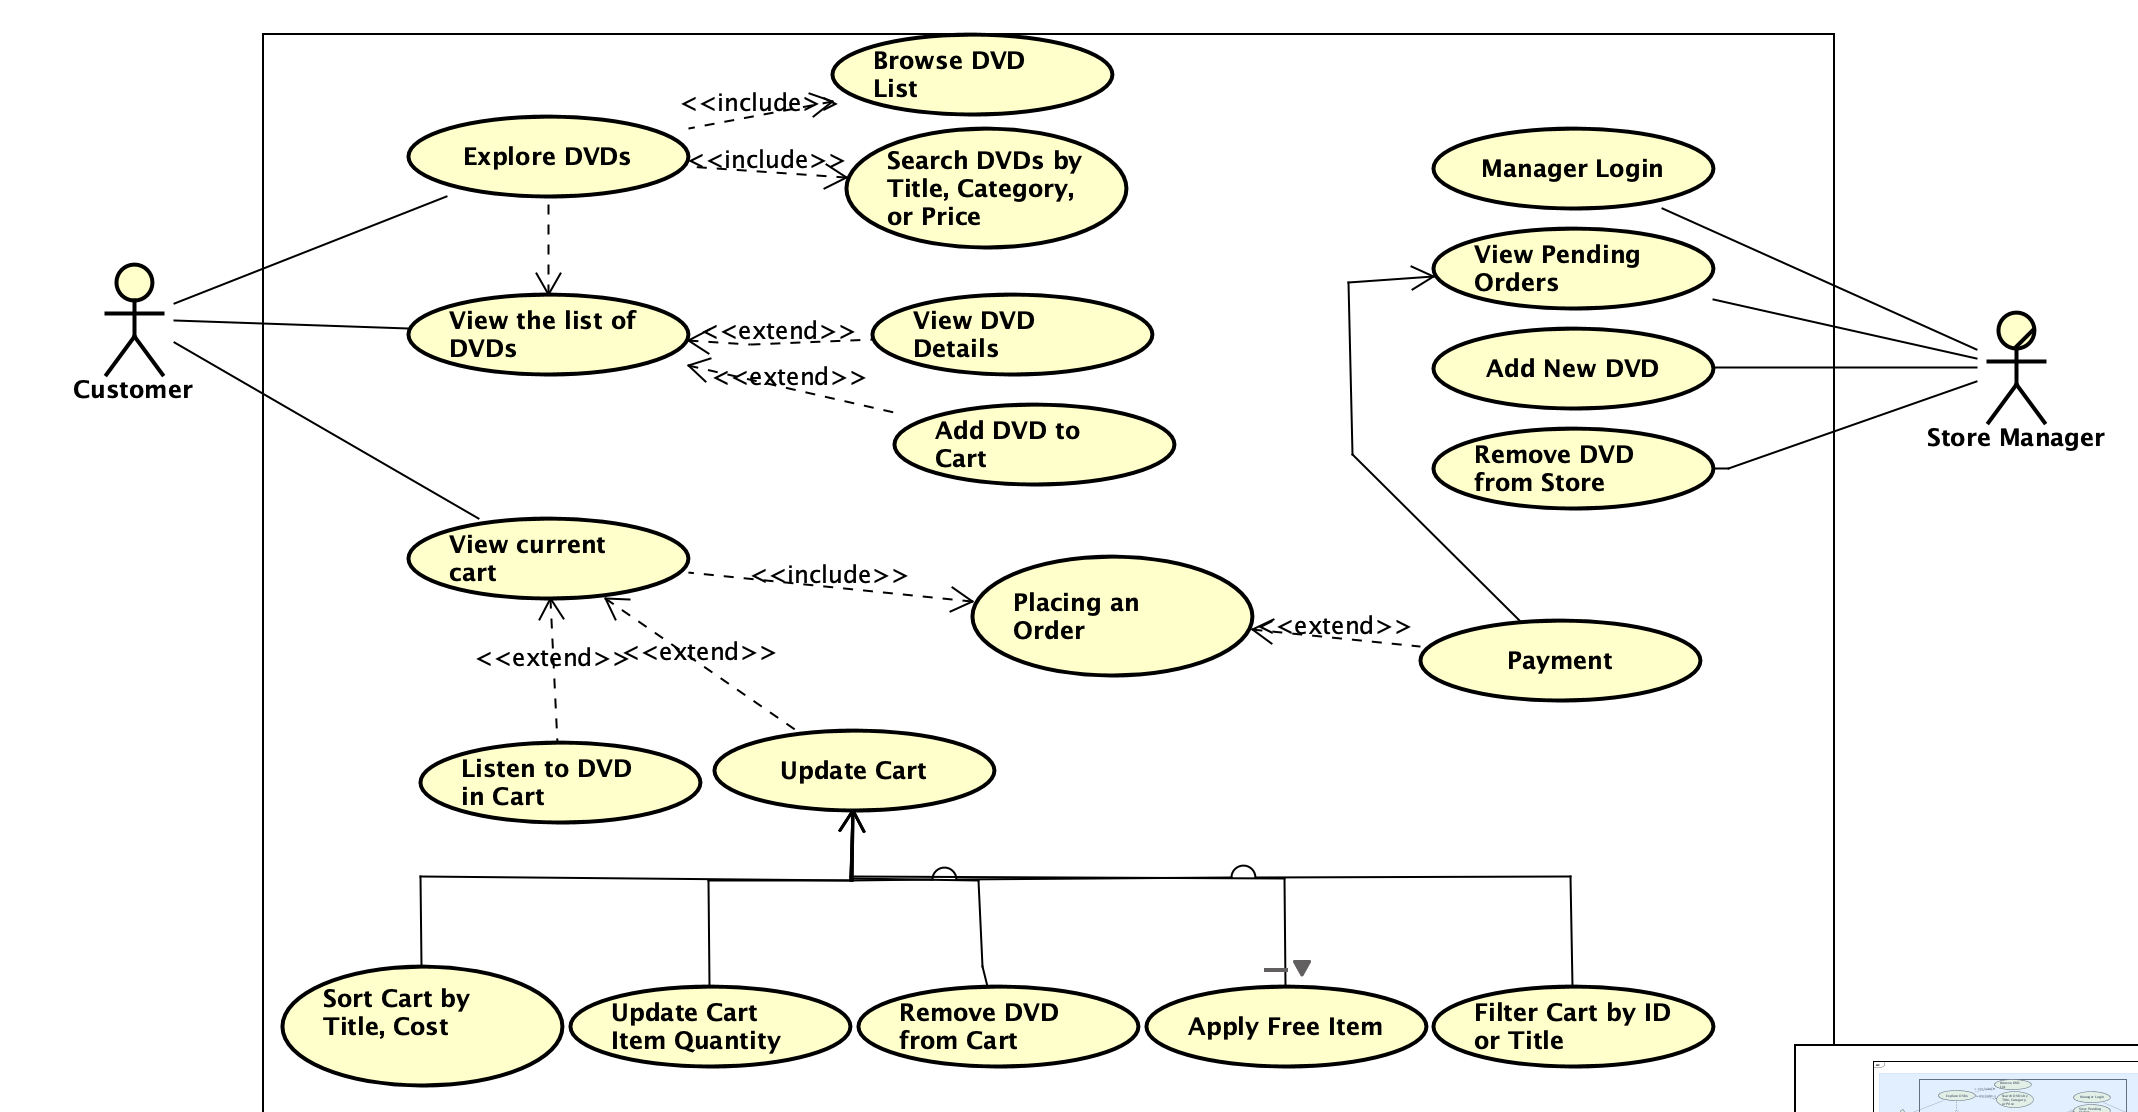 Browse DVD
List
<<include>>
Explore DVDs
<<include>>
Search DVDs by
Title, Category,
or Price
Manager Login
View Pending
Orders
Customer
View the list of
DVDs
<<extend>>
View DVD
Details
<<extend>>
Add New DVD
Store Manager
Add DVD to
Cart
Remove DVD
from Store
View current
cart
<<include>>
Placing an
Order
<<extend>>
Payment
<<extend>>
<<extend>>
Listen to DVD
in Cart
Update Cart
Sort Cart by
Title, Cost
Update Cart
Item Quantity
Remove DVD
from Cart
Apply Free Item
Filter Cart by ID
or Title